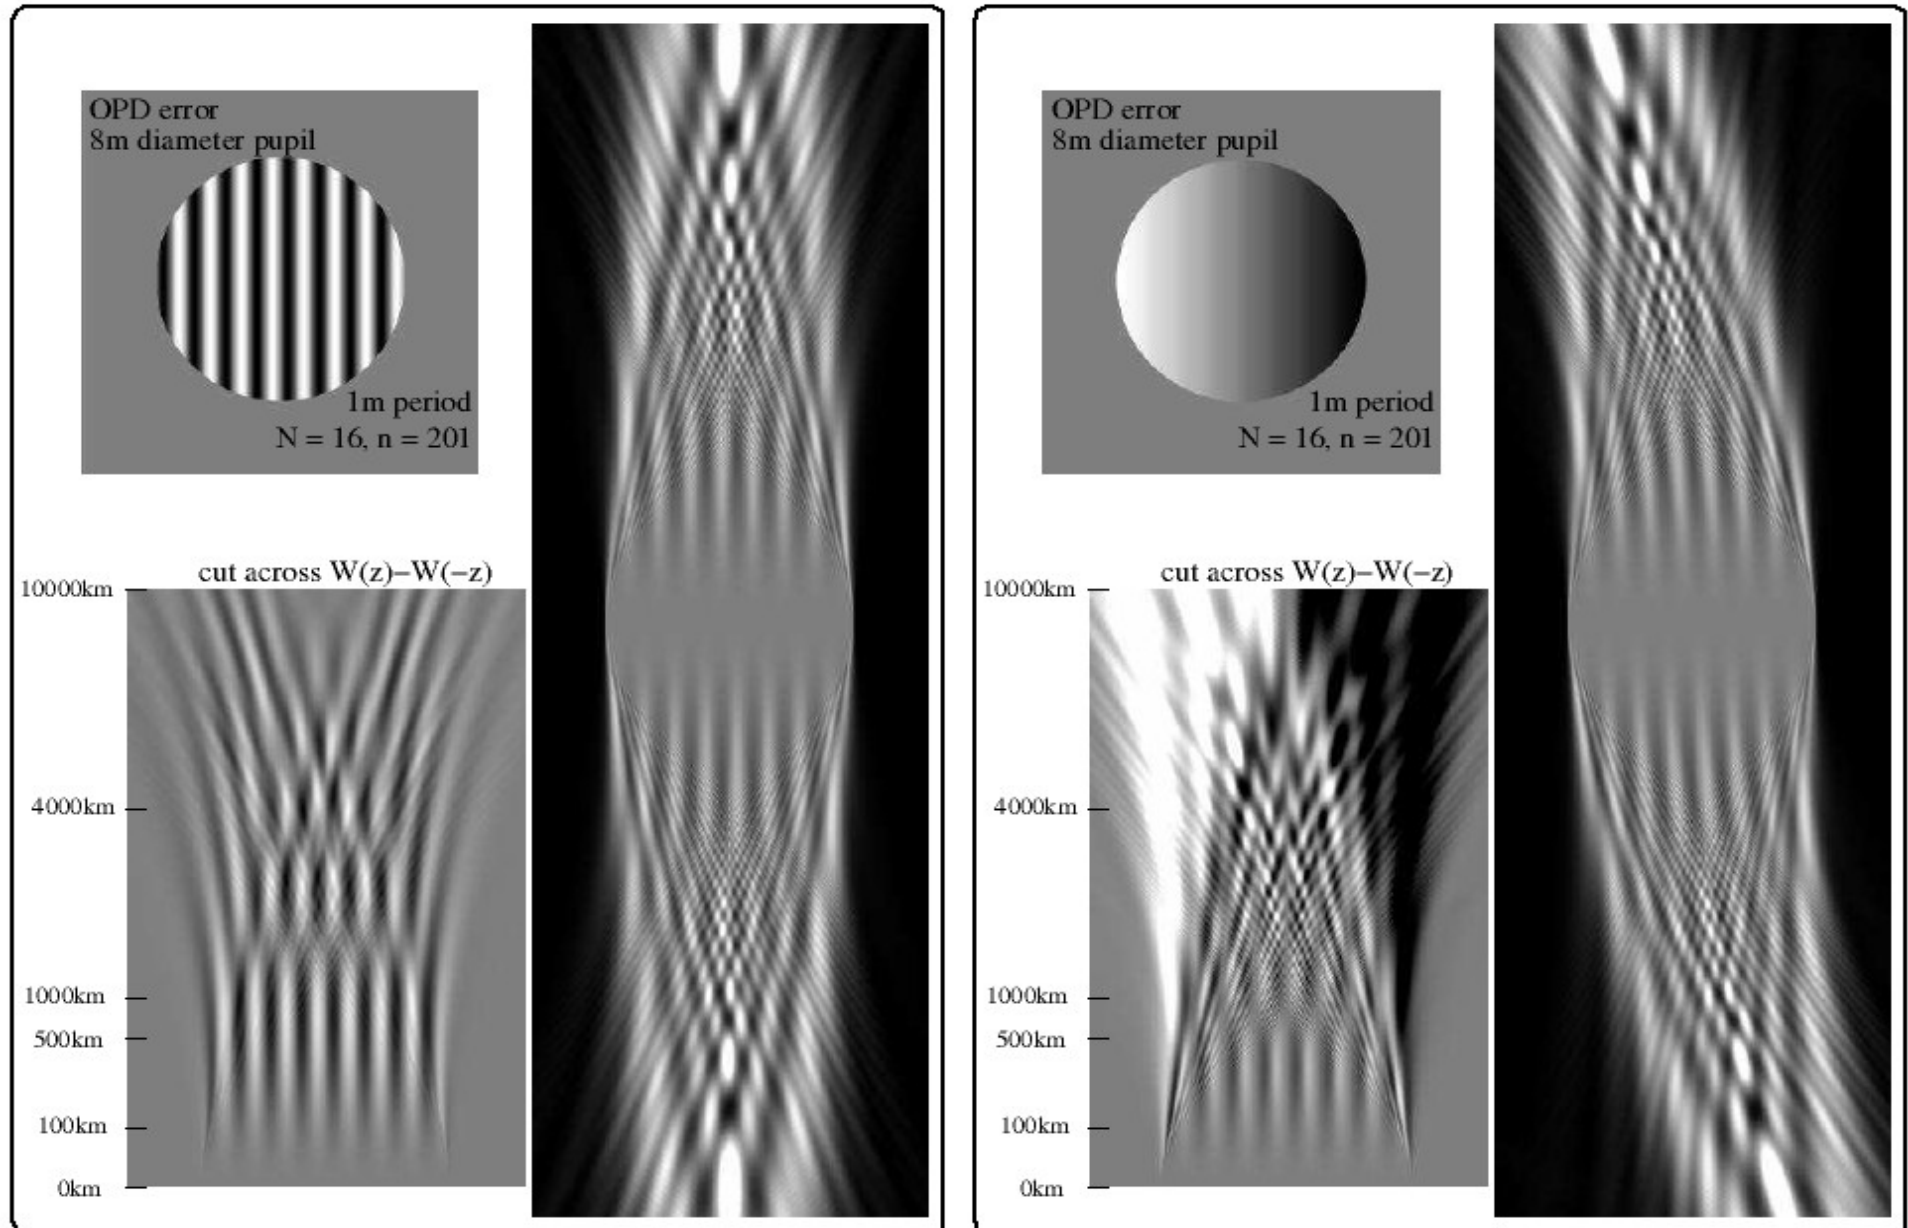 OPD error
8m diameter pupil
1m period
N = 16, n = 201
cut across W(z)−W(−z)
10000km
4000km
1000km
500km
100km
0km
OPD error
8m diameter pupil
1m period
N = 16, n = 201
cut across W(z)−W(−z)
10000km
4000km
1000km
500km
100km
0km